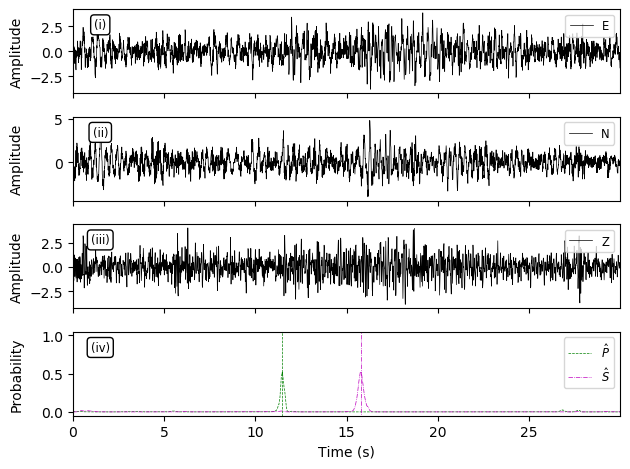 (i)
E
Amplitude
2.5
0.0
−2.5
(ii)
N
Amplitude
5
0
(iii)
Z
Amplitude
2.5
0.0
−2.5
(iv)
P̂
Ŝ
Probability
1.0
0.5
0.0
0 5 10 15 20 25
Time (s)